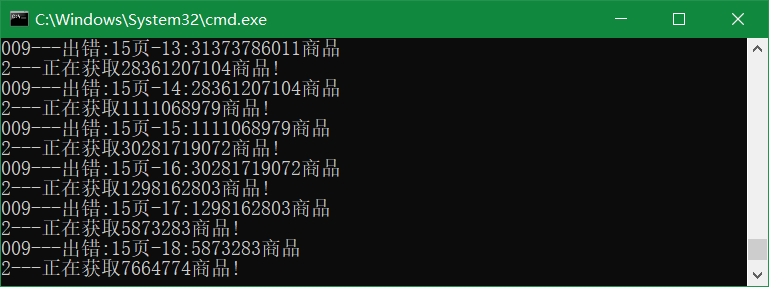 C:\Windows\System32\cmd.exe
009---出错:15页-13:31373786011商品
2---正在获取28361207104商品!
009---出错:15页-14:28361207104商品
2---正在获取1111068979商品!
009---出错:15页-15:1111068979商品
2---正在获取30281719072商品!
009---出错:15页-16:30281719072商品
2---正在获取1298162803商品!
009---出错:15页-17:1298162803商品
2---正在获取5873283商品!
009---出错:15页-18:5873283商品
2---正在获取7664774商品!